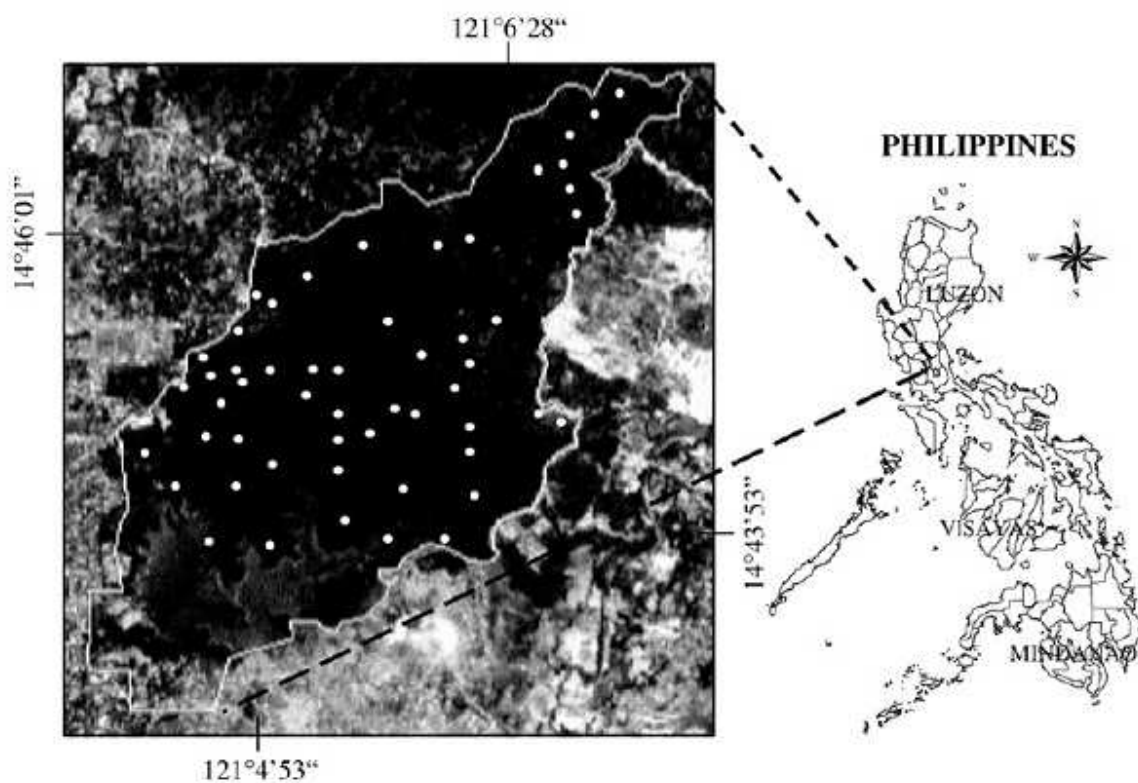 121°6'28“
PHILIPPINES
14°46'01”
N
W
S
LUZON
14°43'53”
VISAYAS
MINDANAO
121°4'53“